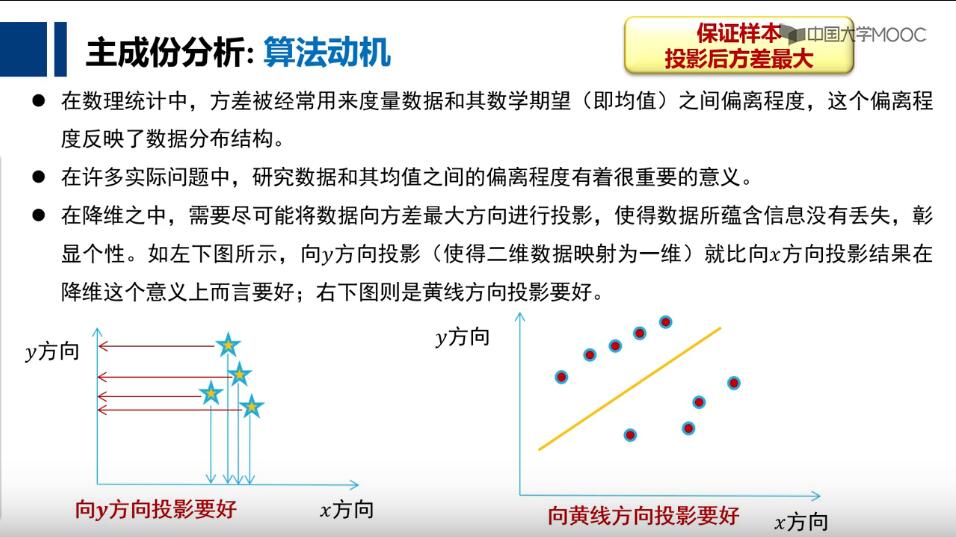 主成份分析: 算法动机
保证样本
投影后方差最大
中国大学MOOC
● 在数理统计中，方差被经常用来度量数据和其数学期望（即均值）之间偏离程度，这个偏离程
度反映了数据分布结构。
● 在许多实际问题中，研究数据和其均值之间的偏离程度有着很重要的意义。
● 在降维之中，需要尽可能将数据向方差最大方向进行投影，使得数据所蕴含信息没有丢失，彰
显个性。如左下图所示，向y方向投影（使得二维数据映射为一维）就比向x方向投影结果在
降维这个意义上而言要好；右下图则是黄线方向投影要好。
y方向
x方向
向y方向投影要好
y方向
x方向
向黄线方向投影要好